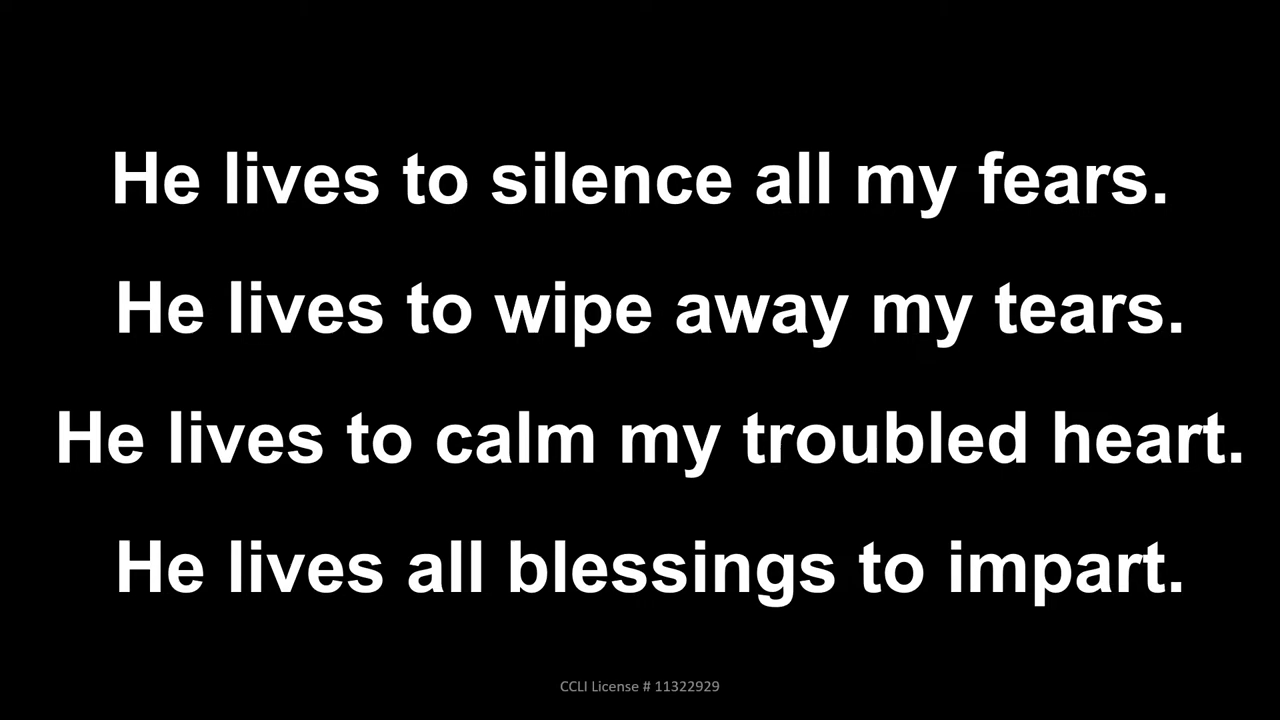 He lives to silence all my fears.
He lives to wipe away my tears.
He lives to calm my troubled heart.
He lives all blessings to impart.
CCLI License # 11322929